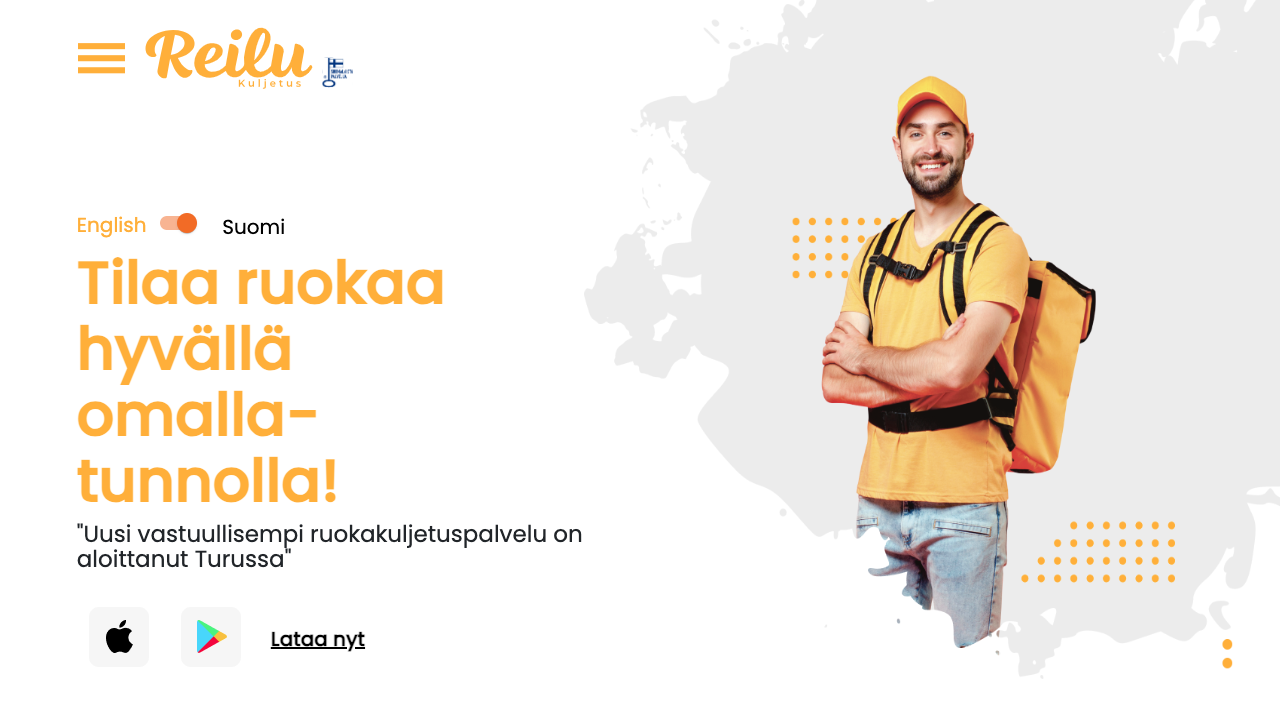 Reilu
Kuljetus
English
Suomi
Tilaa ruokaa
hyvällä
omalla-
tunnolla!
"Uusi vastuullisempi ruokakuljetuspalvelu on
aloittanut Turussa"
Lataa nyt